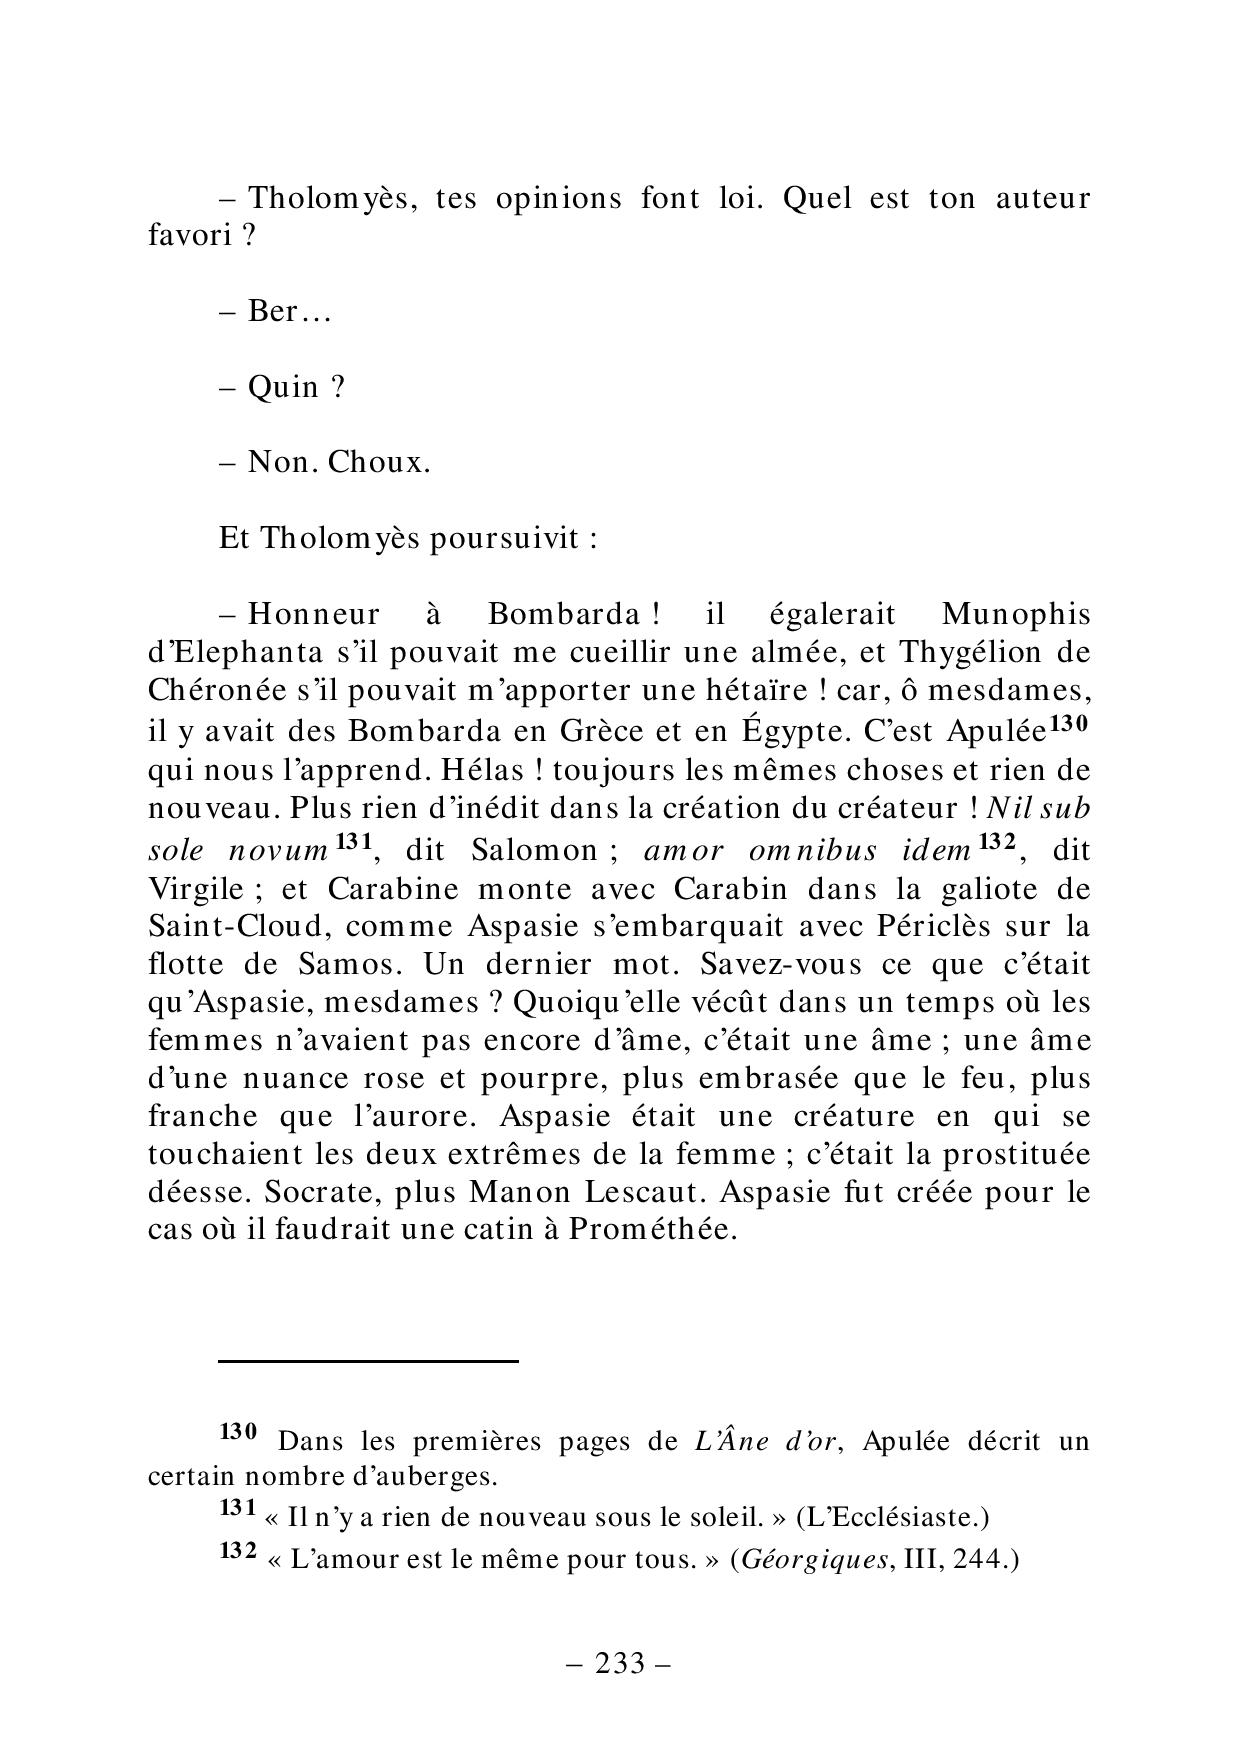 – Tholomyès, tes opinions font loi. Quel est ton auteur
favori ?
– Ber…
– Quin ?
– Non. Choux.
Et Tholomyès poursuivit :
– Honneur à Bombarda ! il égalerait Munophis
d’Elephanta s’il pouvait me cueillir une almée, et Thygélion de
Chéronée s’il pouvait m’apporter une hétaïre ! car, ô mesdames,
il y avait des Bombarda en Grèce et en Égypte. C’est Apulée130
qui nous l’apprend. Hélas ! toujours les mêmes choses et rien de
nouveau. Plus rien d’inédit dans la création du créateur ! Nil sub
sole novum131, dit Salomon ; amor omnibus idem132, dit
Virgile ; et Carabine monte avec Carabin dans la galiote de
Saint-Cloud, comme Aspasie s’embarquait avec Périclès sur la
flotte de Samos. Un dernier mot. Savez-vous ce que c’était
qu’Aspasie, mesdames ? Quoiqu’elle vécût dans un temps où les
femmes n’avaient pas encore d’âme, c’était une âme ; une âme
d’une nuance rose et pourpre, plus embrasée que le feu, plus
franche que l’aurore. Aspasie était une créature en qui se
touchaient les deux extrêmes de la femme ; c’était la prostituée
déesse. Socrate, plus Manon Lescaut. Aspasie fut créée pour le
cas où il faudrait une catin à Prométhée.
130 Dans les premières pages de L’Âne d’or, Apulée décrit un
certain nombre d’auberges.
131 « Il n’y a rien de nouveau sous le soleil. » (L’Ecclésiaste.)
132 « L’amour est le même pour tous. » (Géorgiques, III, 244.)
– 233 –